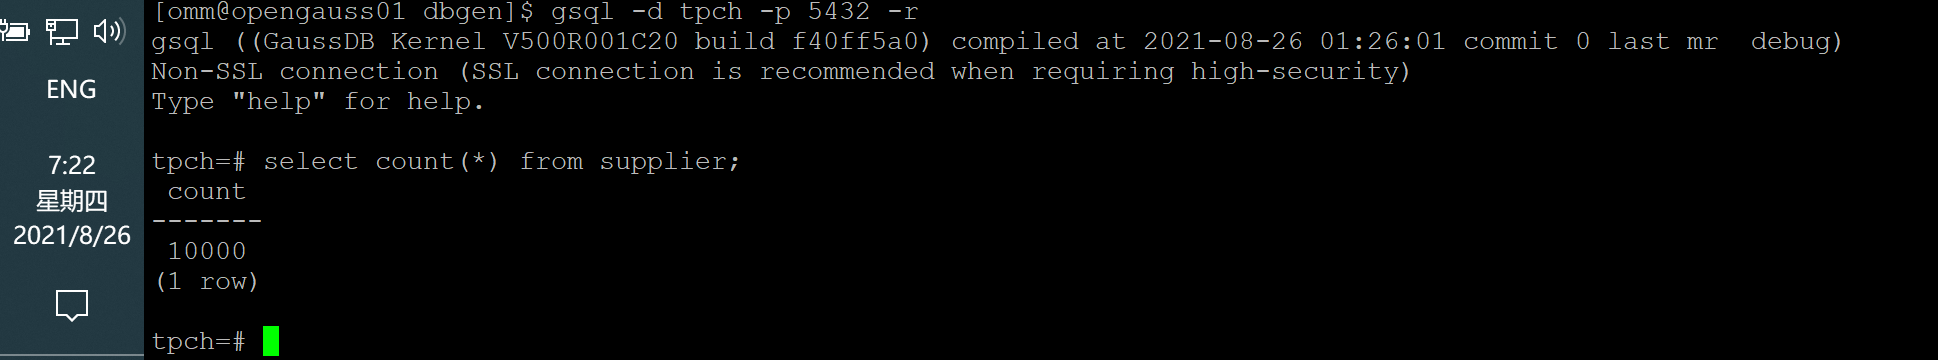 [omm@opengauss01 dbgen]$ gsql -d tpch -p 5432 -r
gsql ((GaussDB Kernel V500R001C20 build f40ff5a0) compiled at 2021-08-26 01:26:01 commit 0 last mr  debug)
Non-SSL connection (SSL connection is recommended when requiring high-security)
Type "help" for help.
tpch=# select count(*) from supplier;
count
-------
10000
(1 row)
tpch=#
ENG
7:22
星期四
2021/8/26